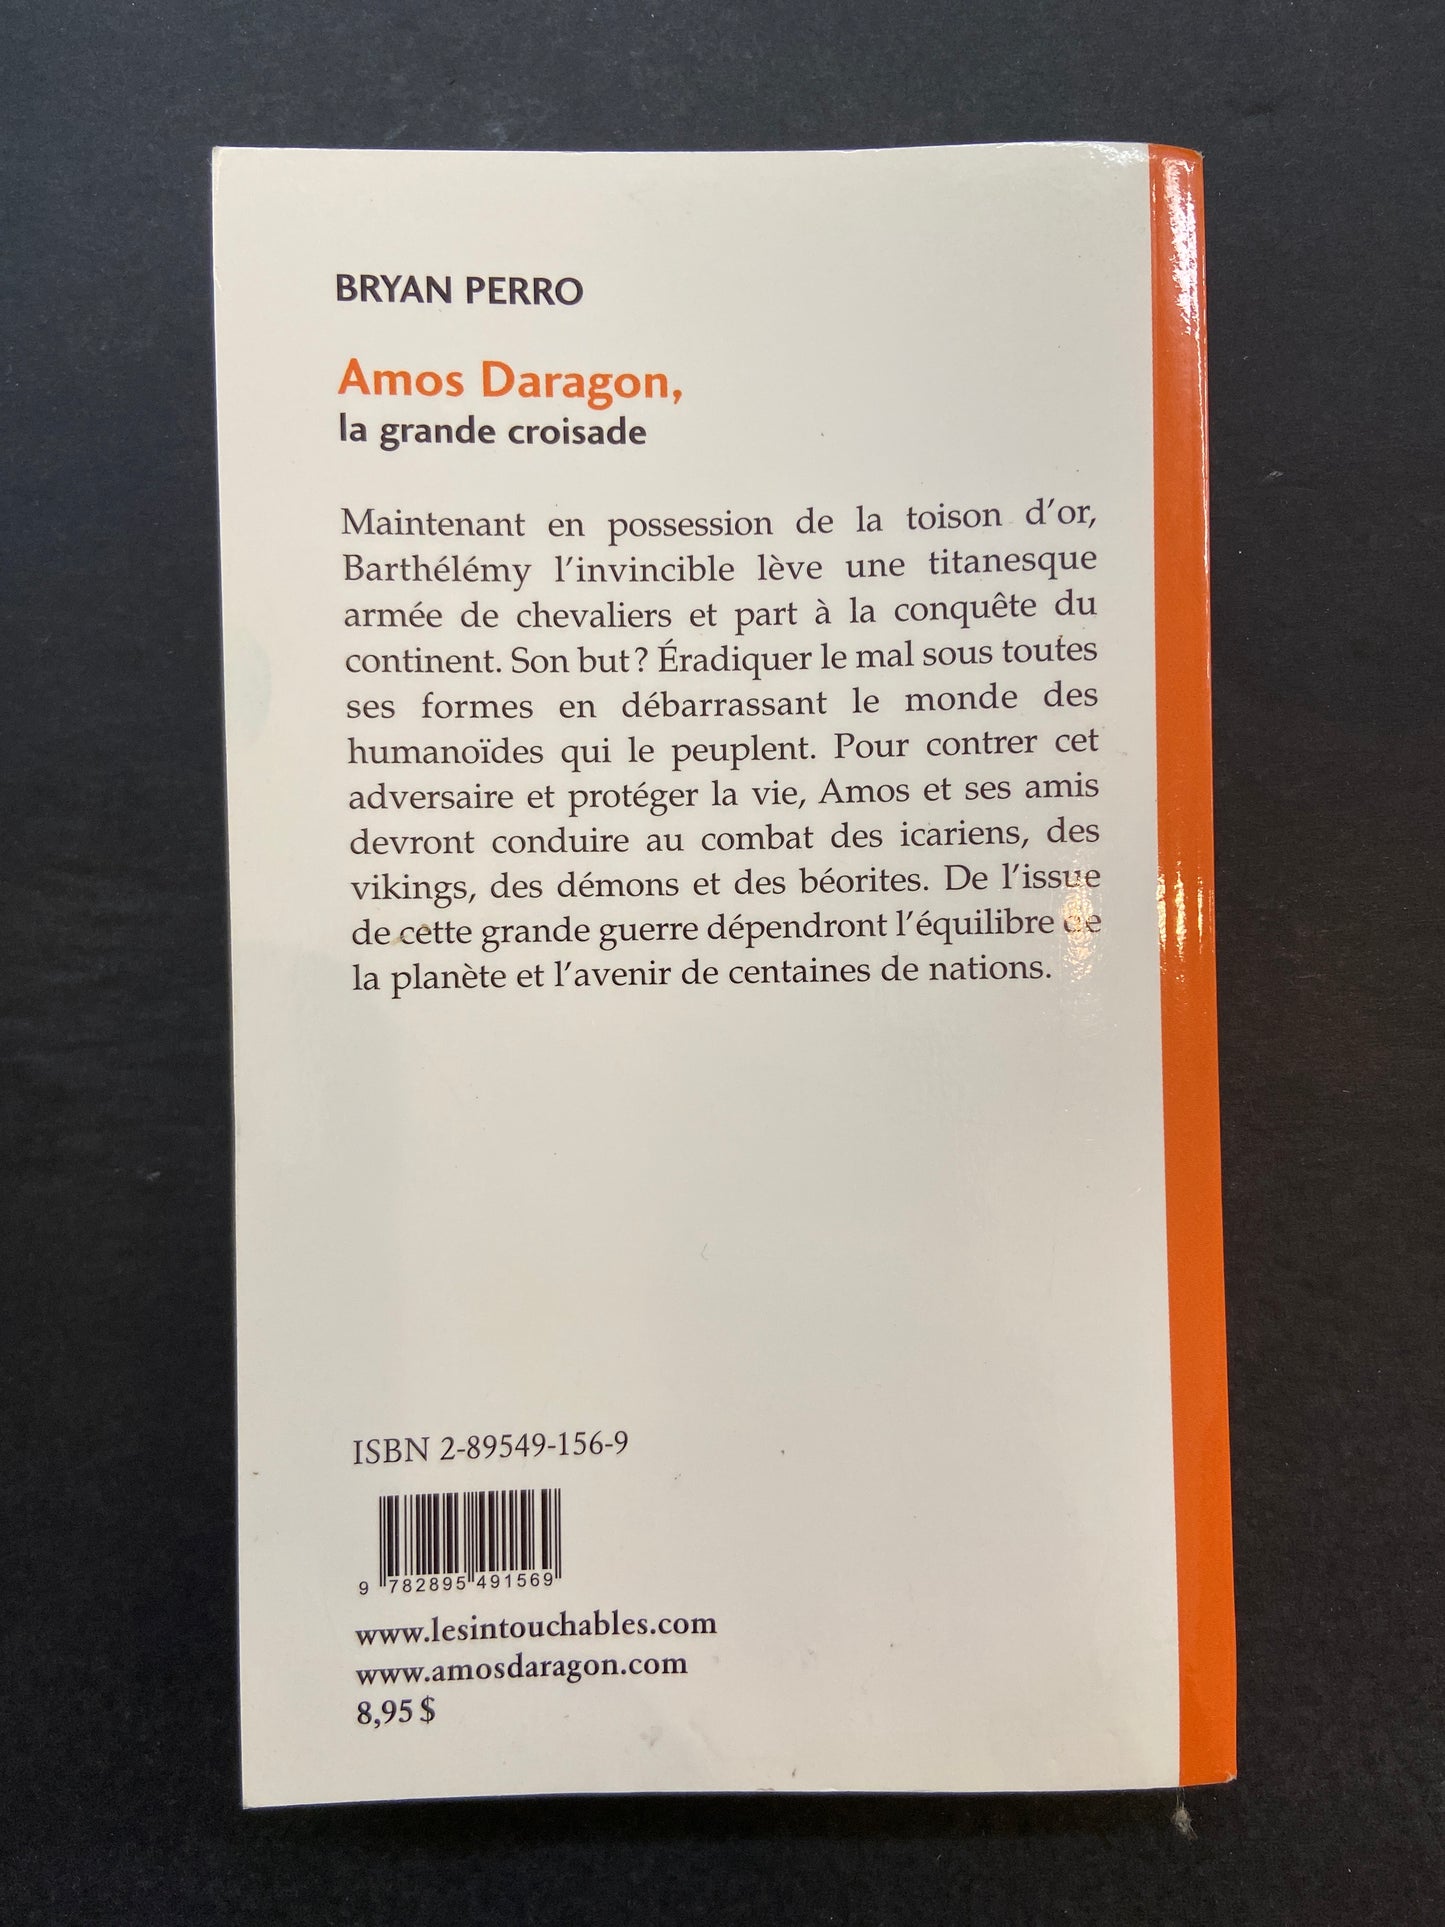 BRYAN PERRO
Amos Daragon,
la grande croisade
Maintenant en possession de la toison d'or,
Barthélémy l'invincible lève une titanesque
armée de chevaliers et part à la conquête du
continent. Son but ? Éradiquer le mal sous toutes
ses formes en débarrassant le monde des
humanoïdes qui le peuplent. Pour contrer cet
adversaire et protéger la vie, Amos et ses amis
devront conduire au combat des icariens, des
vikings, des démons et des béorites. De l'issue
de cette grande guerre dépendront l'équilibre de
la planète et l'avenir de centaines de nations.
ISBN 2-89549-156-9
9 782895 491569
www.lesintouchables.com
www.amosdaragon.com
8,95 $